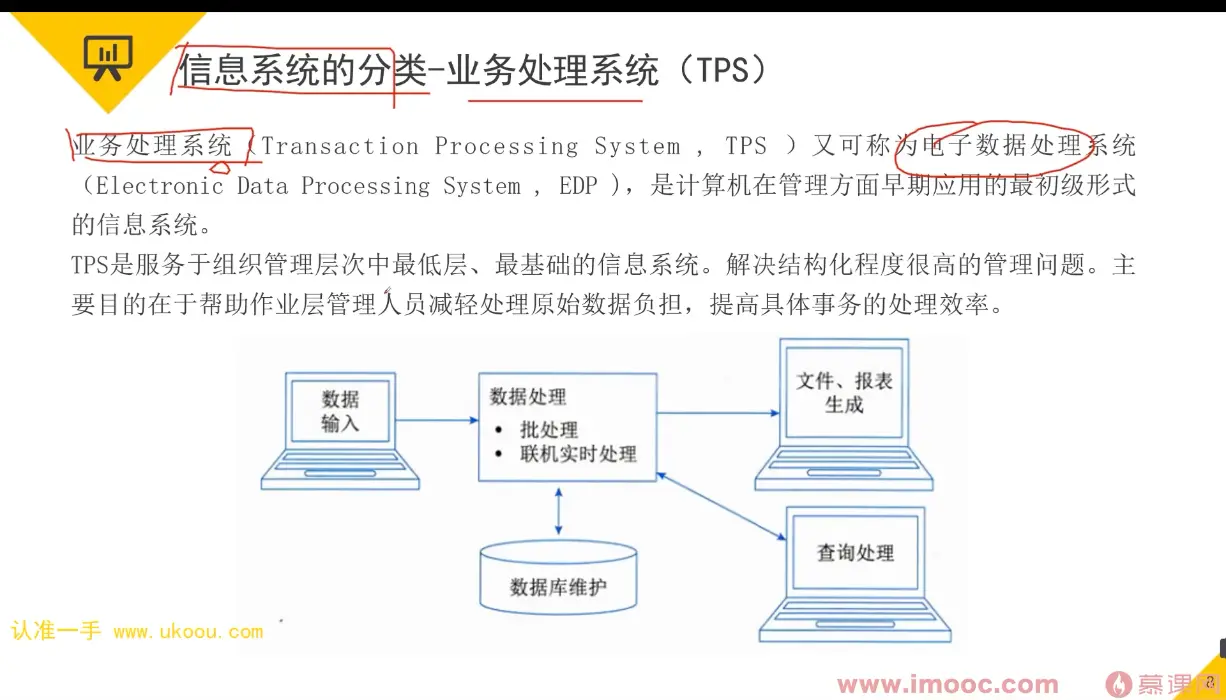 信息系统的分类-业务处理系统（TPS）
业务处理系统（Transaction Processing System , TPS ）又可称为电子数据处理系统
（Electronic Data Processing System , EDP ），是计算机在管理方面早期应用的最初级形式
的信息系统。
TPS是服务于组织管理层次中最低层、最基础的信息系统。解决结构化程度很高的管理问题。主
要目的在于帮助作业层管理人员减轻处理原始数据负担，提高具体事务的处理效率。
数据
输入
数据处理
• 批处理
• 联机实时处理
文件、报表
生成
数据库维护
查询处理
认准一手 www.ukoou.com
www.imooc.com 慕课网
8